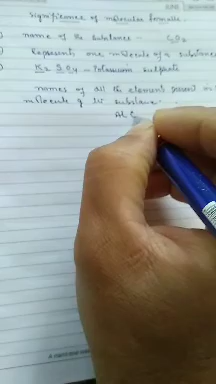 Significance of molecular formula.
name of the substance - CO2
Represents one molecule of a substance
K2 SO4 - Potassium sulphate
names of all the element present in
molecule of the substance.
Al C